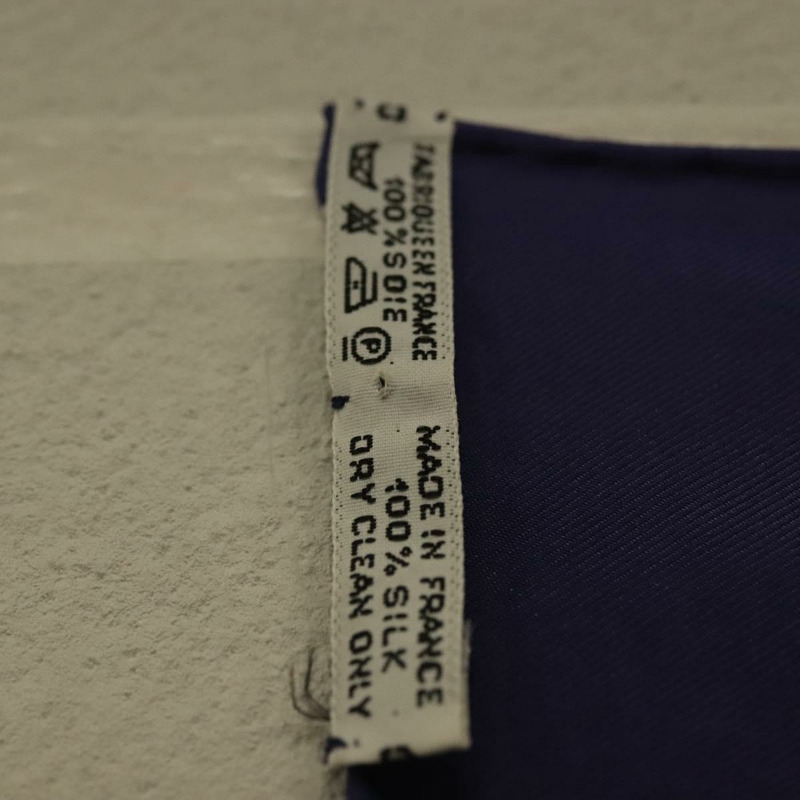 FABRIQUE EN FRANCE
100 % SOIE
P
MADE IN FRANCE
100% SILK
DRY CLEAN ONLY